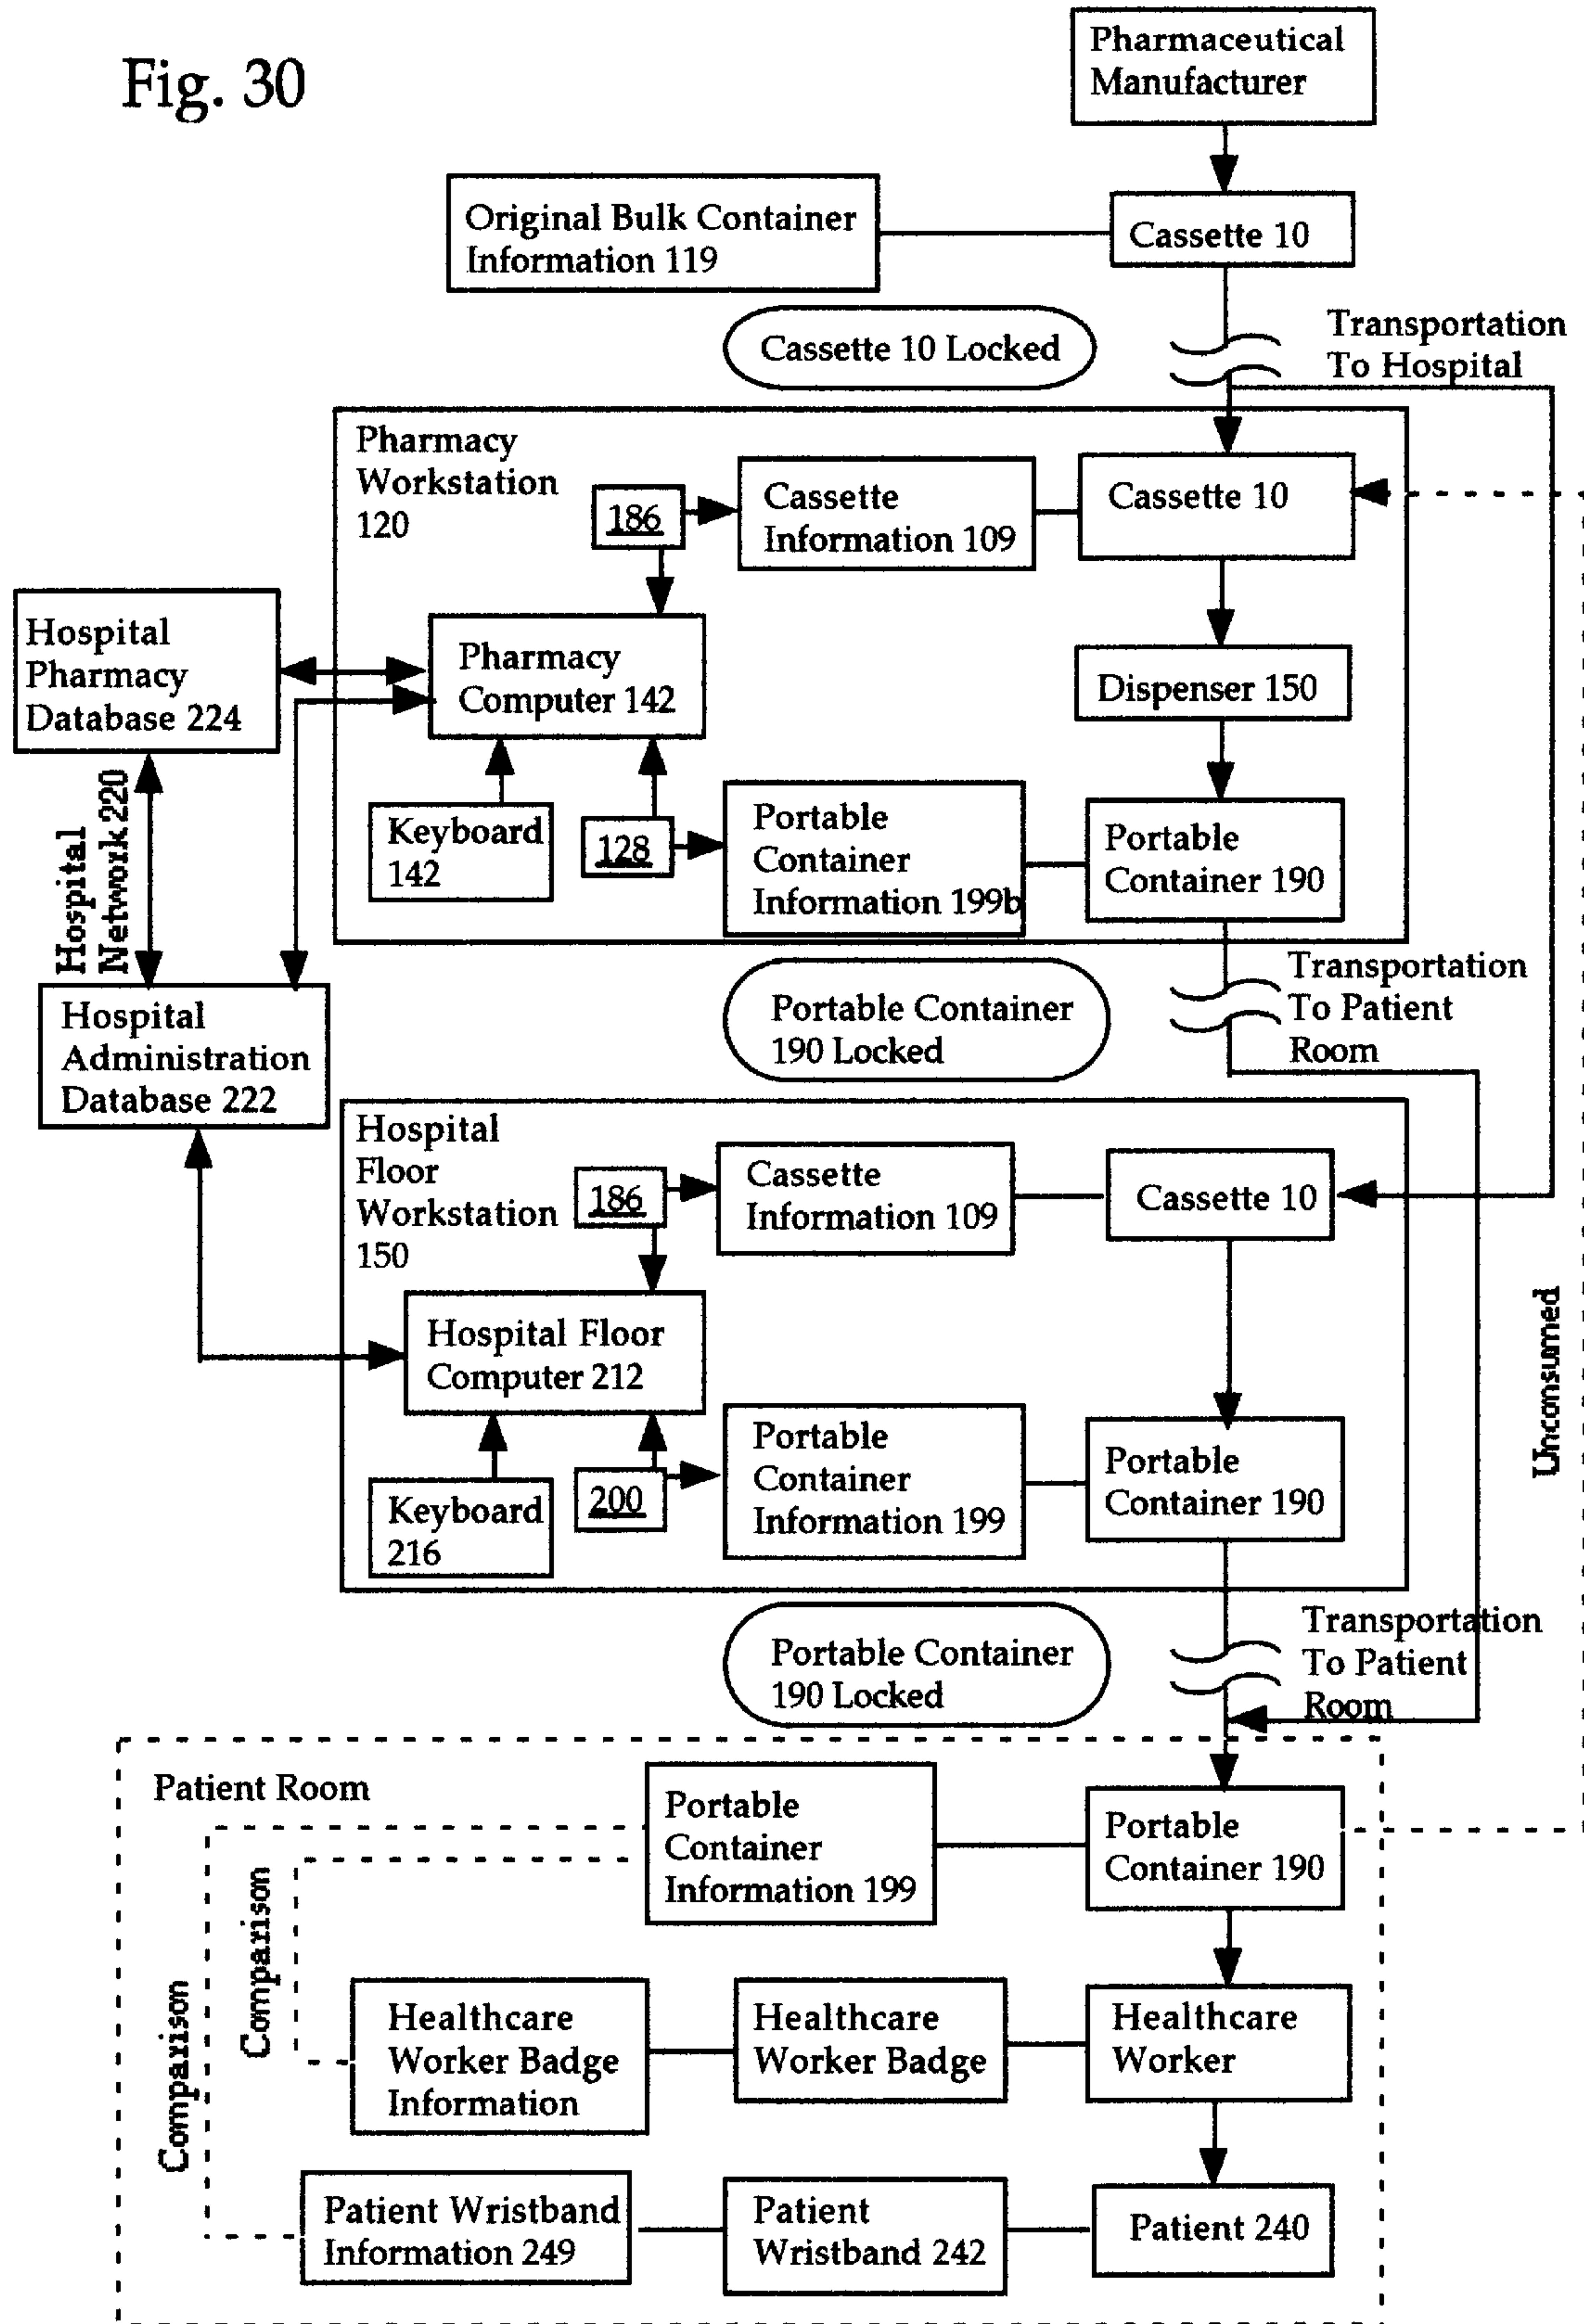 Fig. 30
Pharmaceutical
Manufacturer
Original Bulk Container
Information 119
Cassette 10
Cassette 10 Locked
Transportation
To Hospital
Pharmacy
Workstation
120
186
Cassette
Information 109
Cassette 10
Hospital
Pharmacy
Database 224
Pharmacy
Computer 142
Dispenser 150
Keyboard
142
128
Portable
Container
Information 199b
Portable
Container 190
Hospital
Network 220
Hospital
Administration
Database 222
Portable Container
190 Locked
Transportation
To Patient
Room
Hospital
Floor
Workstation
150
186
Cassette
Information 109
Cassette 10
Hospital Floor
Computer 212
Unconsumed
Keyboard
216
200
Portable
Container
Information 199
Portable
Container 190
Portable Container
190 Locked
Transportation
To Patient
Room
Patient Room
Portable
Container
Information 199
Portable
Container 190
Comparison
Comparison
Healthcare
Worker Badge
Information
Healthcare
Worker Badge
Healthcare
Worker
Patient Wristband
Information 249
Patient
Wristband 242
Patient 240